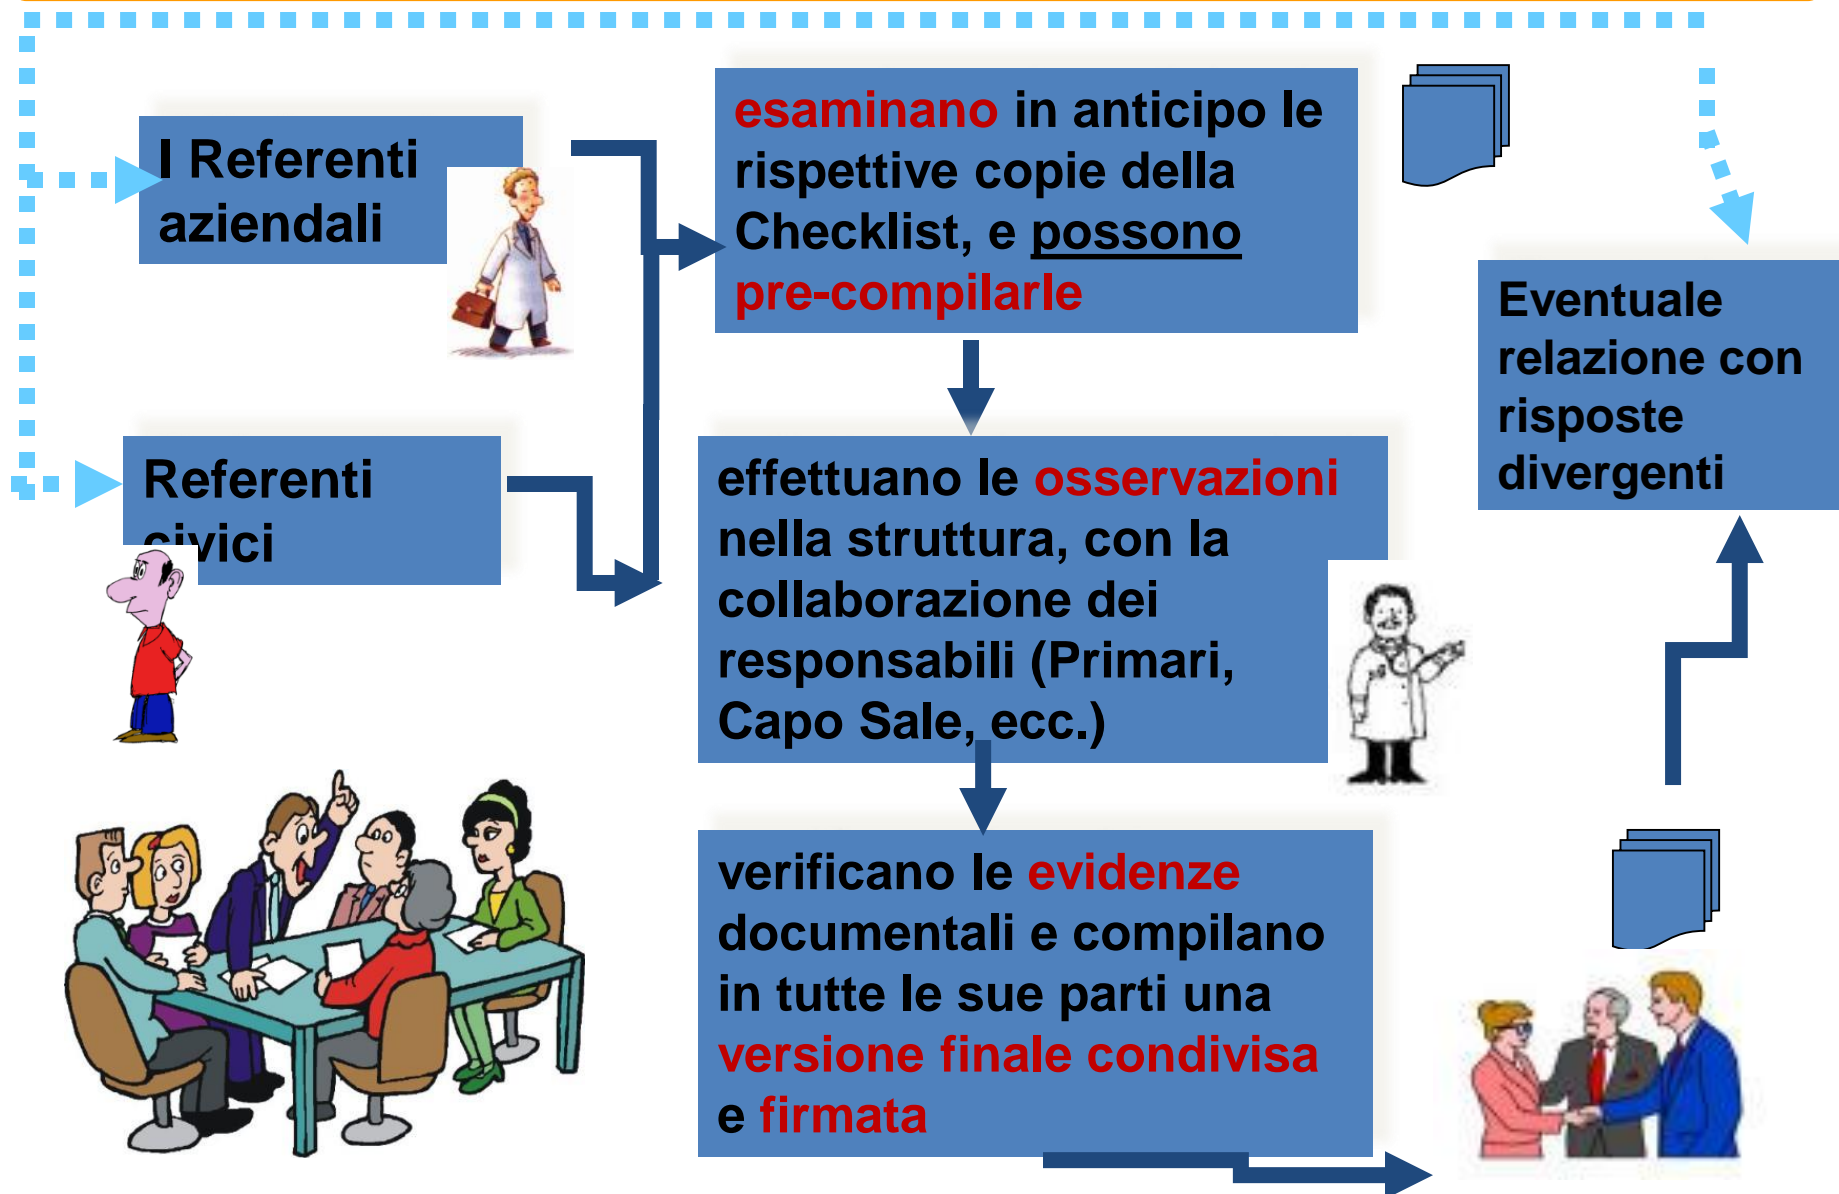 I Referenti
aziendali
esaminano in anticipo le
rispettive copie della
Checklist, e possono
pre-compilarle
Referenti
civici
effettuano le osservazioni
nella struttura, con la
collaborazione dei
responsabili (Primari,
Capo Sale, ecc.)
verificano le evidenze
documentali e compilano
in tutte le sue parti una
versione finale condivisa
e firmata
Eventuale
relazione con
risposte
divergenti